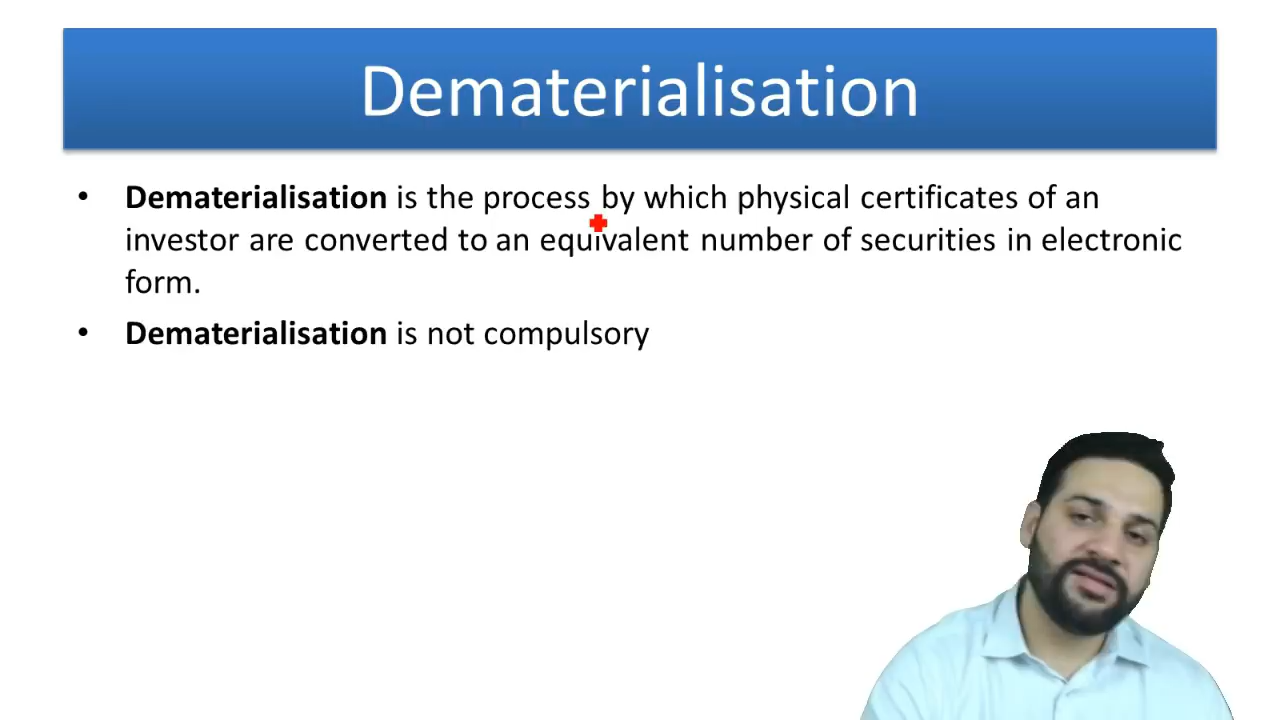 Dematerialisation
• Dematerialisation is the process by which physical certificates of an
investor are converted to an equivalent number of securities in electronic
form.
• Dematerialisation is not compulsory